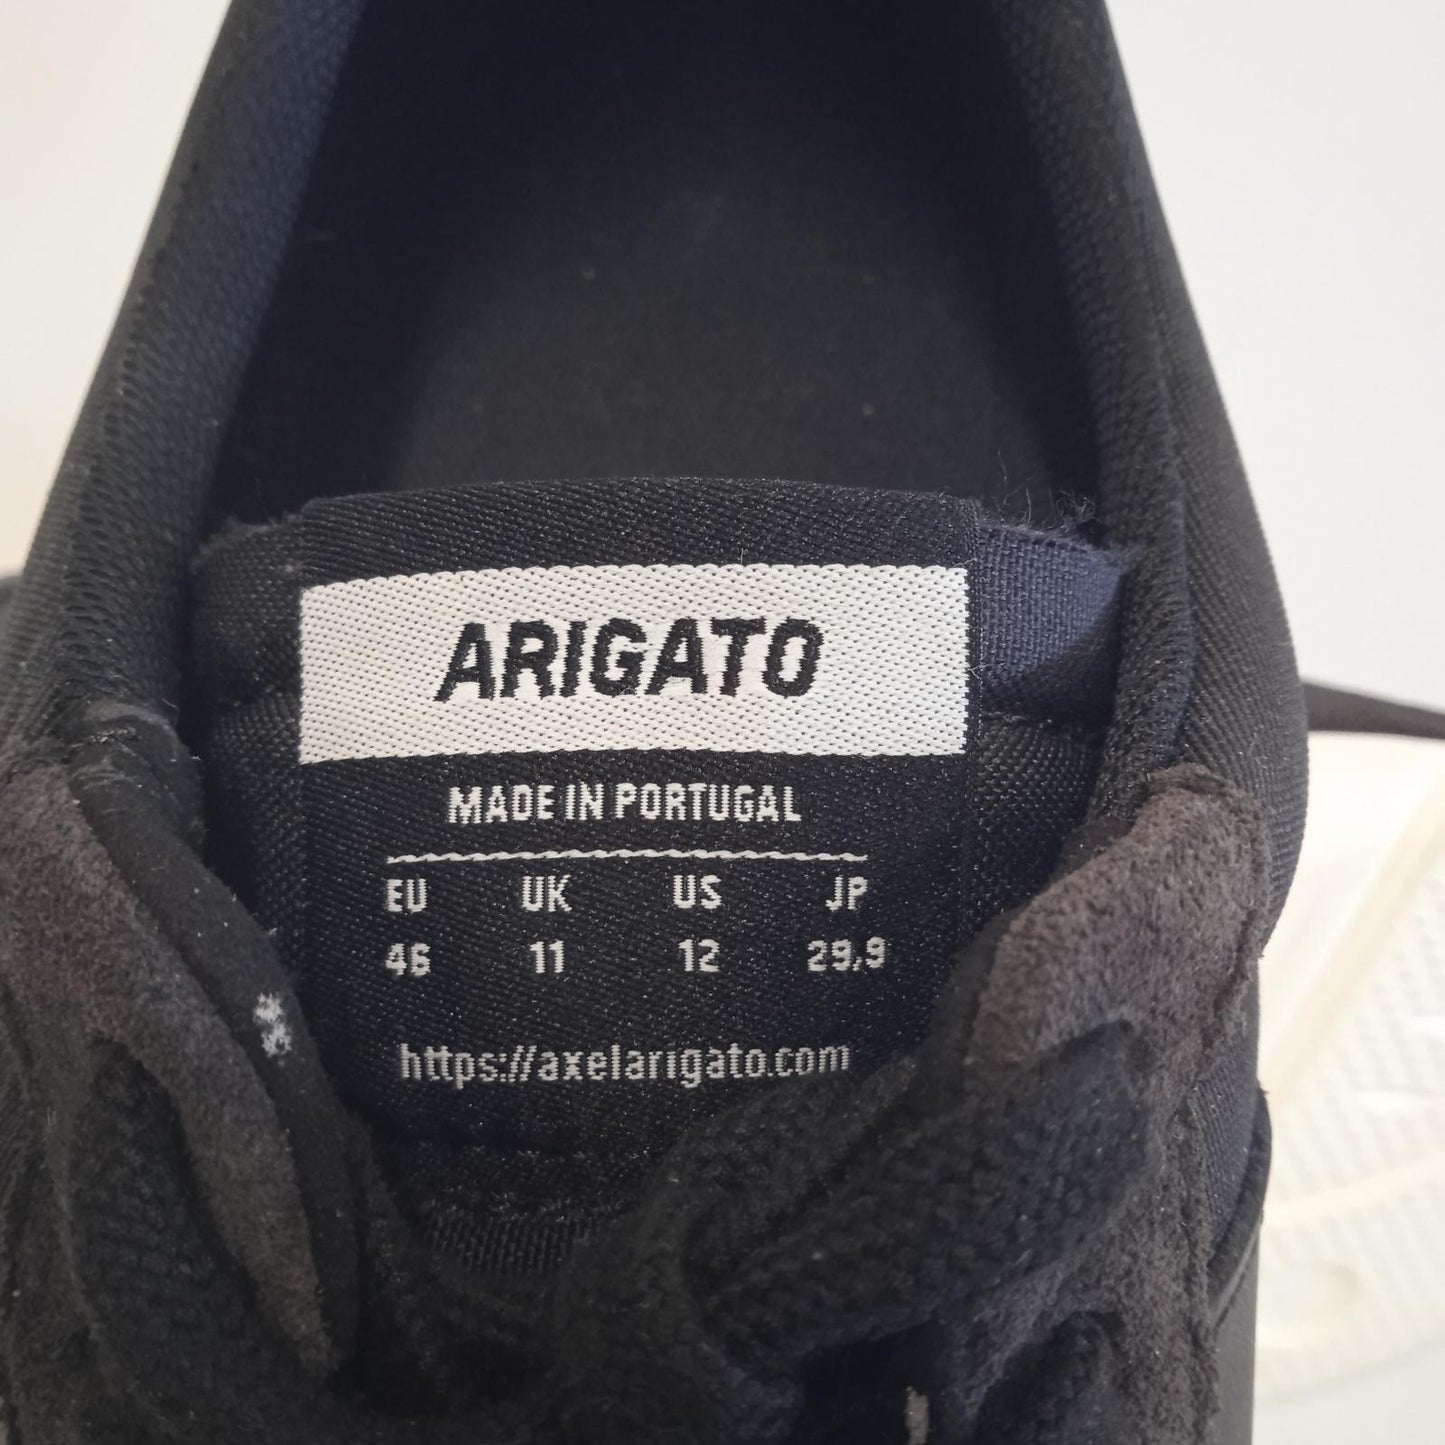 ARIGATO
MADE IN PORTUGAL
EU UK US JP
46 11 12 29.9
https://axelarigato.com